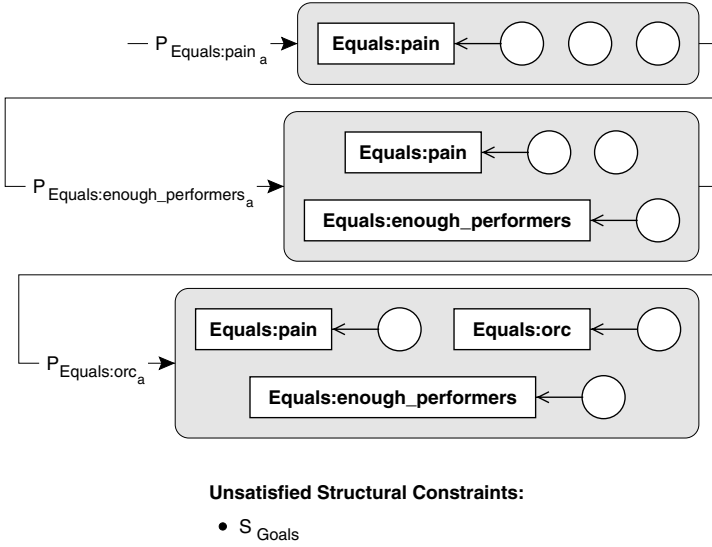 P Equals:pain a
Equals:pain
Equals:pain
P Equals:enough_performers a
Equals:enough_performers
Equals:pain
Equals:orc
P Equals:orc a
Equals:enough_performers
Unsatisfied Structural Constraints:
• S Goals